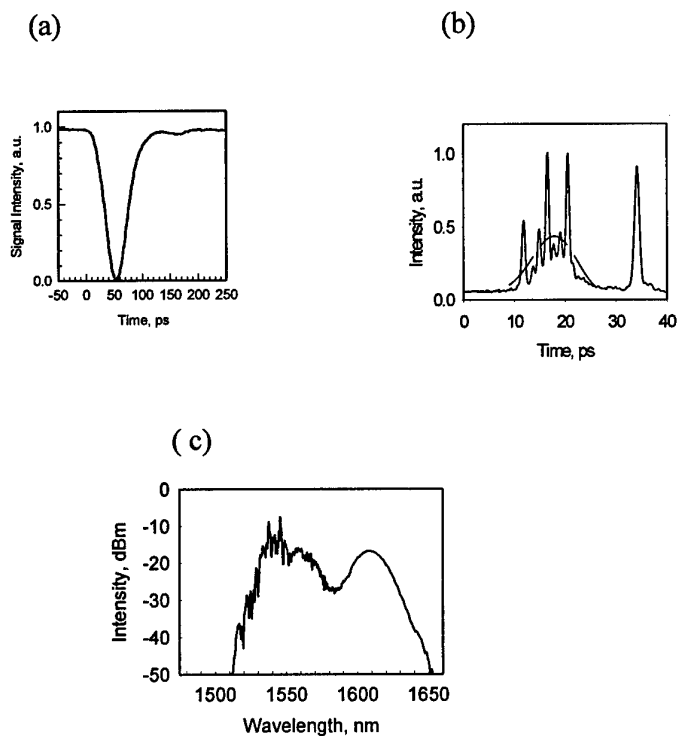 (a)
(b)
Signal Intensity, a.u.
1.0
0.5
0.0
-50 0 50 100 150 200 250
Time, ps
Intensity, a.u.
1.0
0.5
0.0
0 10 20 30 40
Time, ps
( c)
Intensity, dBm
0
-10
-20
-30
-40
-50
1500 1550 1600 1650
Wavelength, nm